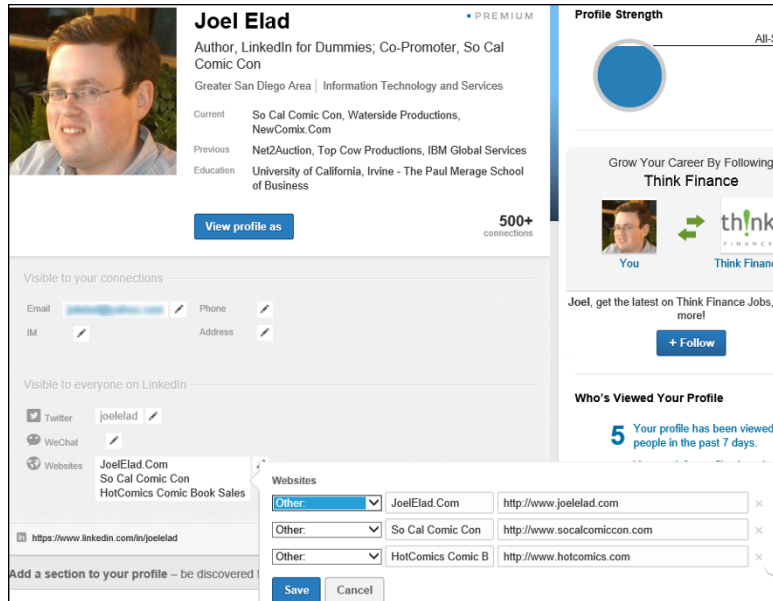 Joel Elad
PREMIUM
Author, LinkedIn for Dummies; Co-Promoter, So Cal
Comic Con
Greater San Diego Area | Information Technology and Services
Current So Cal Comic Con, Waterside Productions,
NewComix.Com
Previous Net2Auction, Top Cow Productions, IBM Global Services
Education University of California, Irvine - The Paul Merage School
of Business
View profile as
500+
connections
Visible to your connections
Email Phone
IM Address
Visible to everyone on LinkedIn
Twitter joelelad
WeChat
Websites JoelElad.Com
So Cal Comic Con
HotComics Comic Book Sales
https://www.linkedin.com/in/joelelad
Add a section to your profile – be discovered
Websites
Other: JoelElad.Com http://www.joelelad.com
Other: So Cal Comic Con http://www.socalcomiccon.com
Other: HotComics Comic B http://www.hotcomics.com
Save Cancel
Profile Strength
All-S
Grow Your Career By Following
Think Finance
th!nk
FINANCE
You Think Financ
Joel, get the latest on Think Finance Jobs,
more!
+ Follow
Who's Viewed Your Profile
5 Your profile has been viewed
people in the past 7 days.